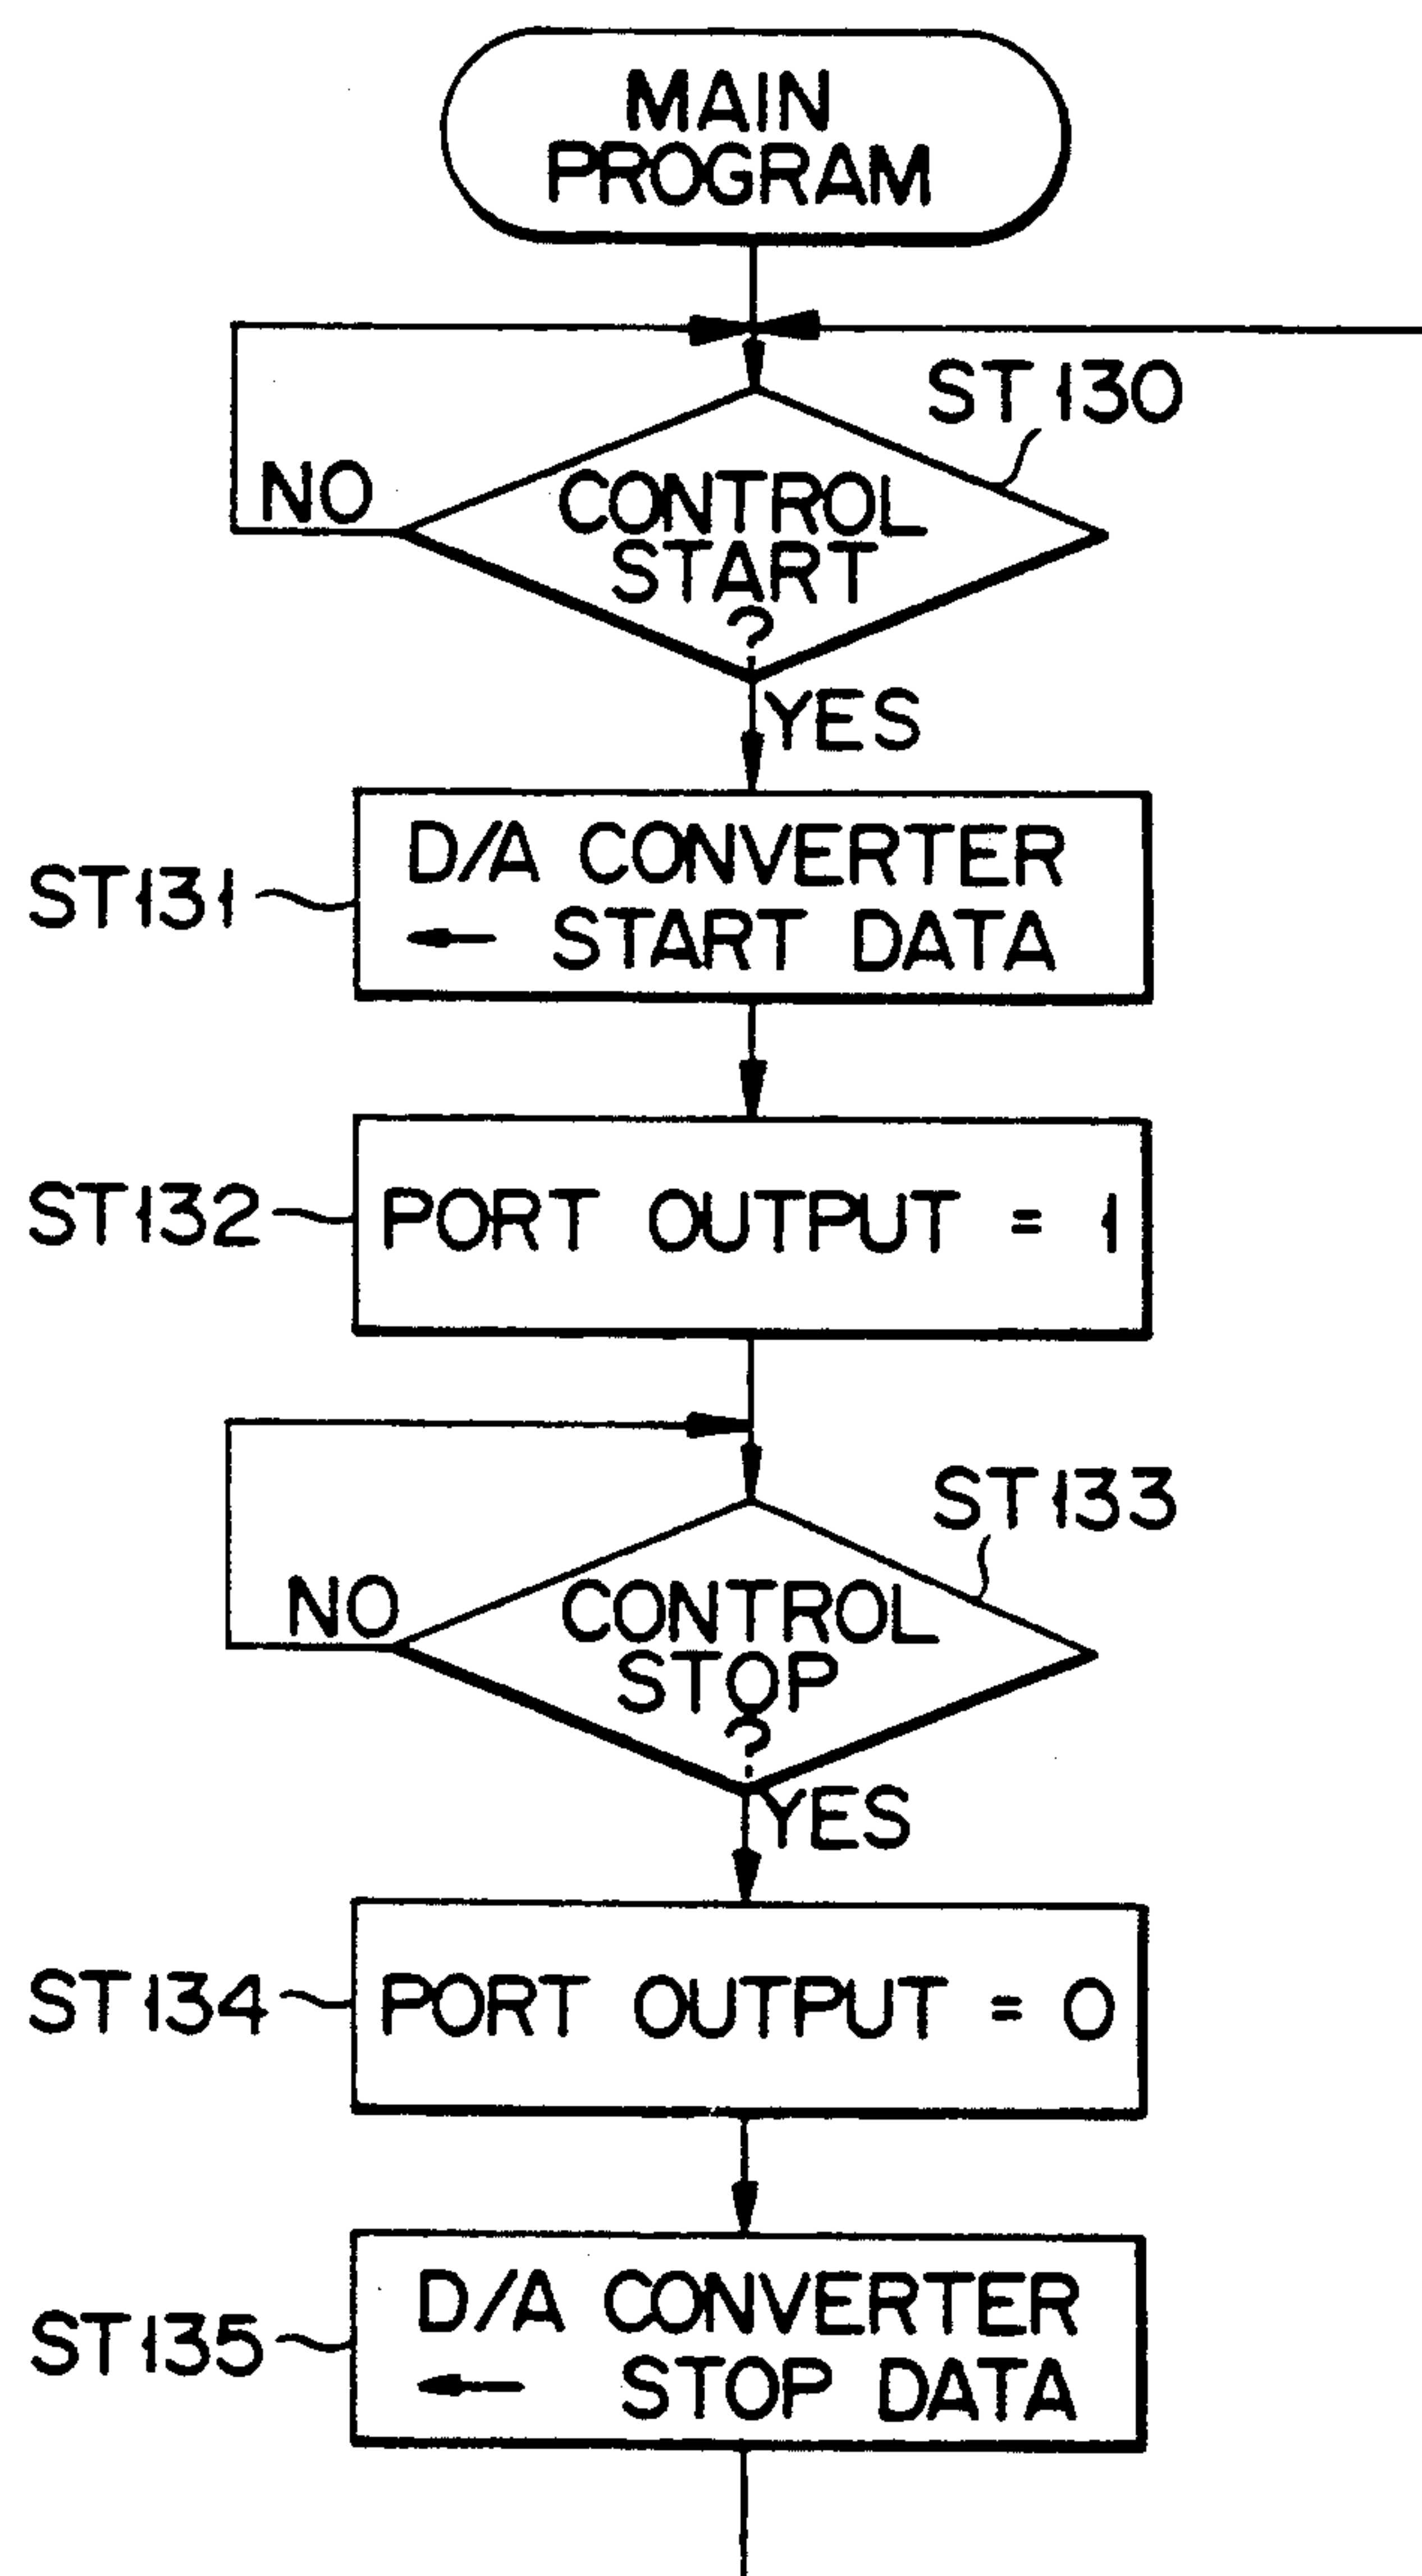 MAIN
PROGRAM
ST130
NO
CONTROL
START
?
YES
ST131
D/A CONVERTER
← START DATA
ST132
PORT OUTPUT = 1
ST133
NO
CONTROL
STOP
?
YES
ST134
PORT OUTPUT = 0
ST135
D/A CONVERTER
← STOP DATA